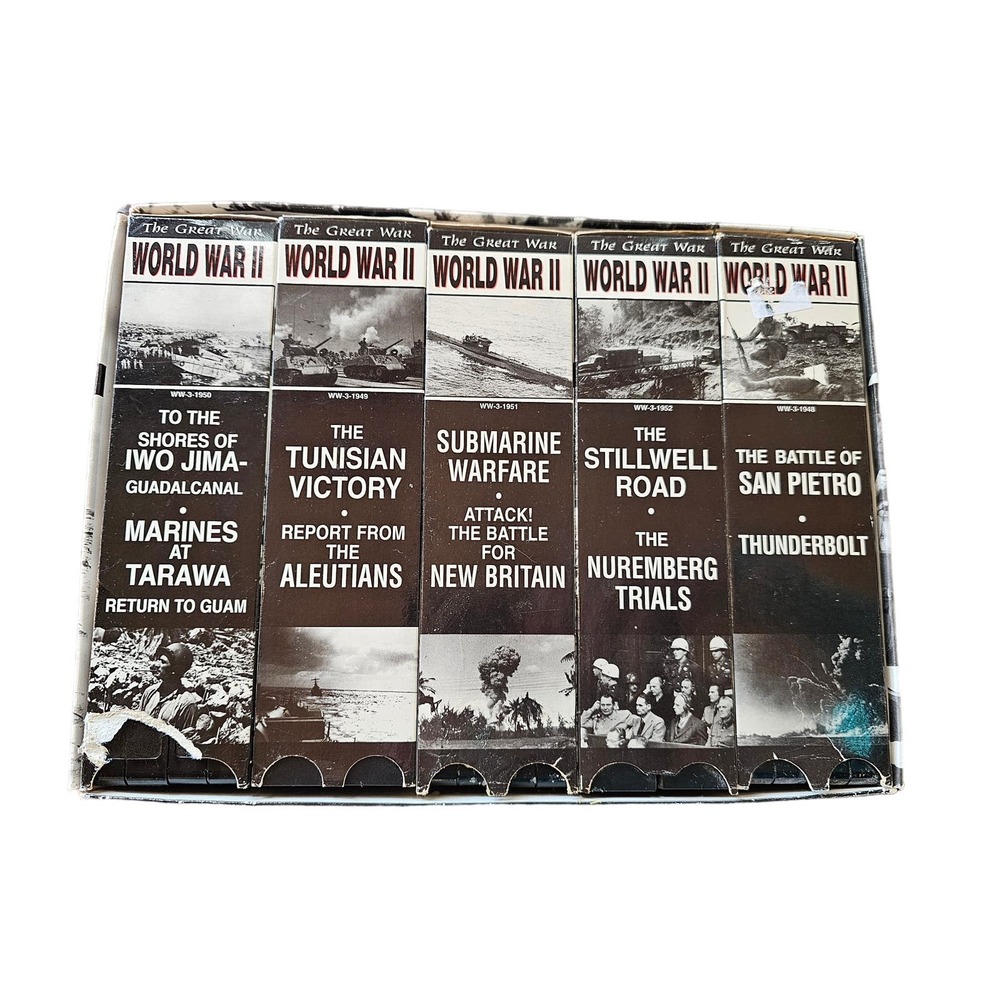 The Great War
WORLD WAR II
WW-3-1950
TO THE
SHORES OF
IWO JIMA-
GUADALCANAL
•
MARINES
AT
TARAWA
RETURN TO GUAM
The Great War
WORLD WAR II
WW-3-1949
THE
TUNISIAN
VICTORY
•
REPORT FROM
THE
ALEUTIANS
The Great War
WORLD WAR II
WW-3-1951
SUBMARINE
WARFARE
•
ATTACK!
THE BATTLE
FOR
NEW BRITAIN
The Great War
WORLD WAR II
WW-3-1952
THE
STILLWELL
ROAD
•
THE
NUREMBERG
TRIALS
The Great War
WORLD WAR II
WW-3-1948
THE BATTLE OF
SAN PIETRO
•
THUNDERBOLT